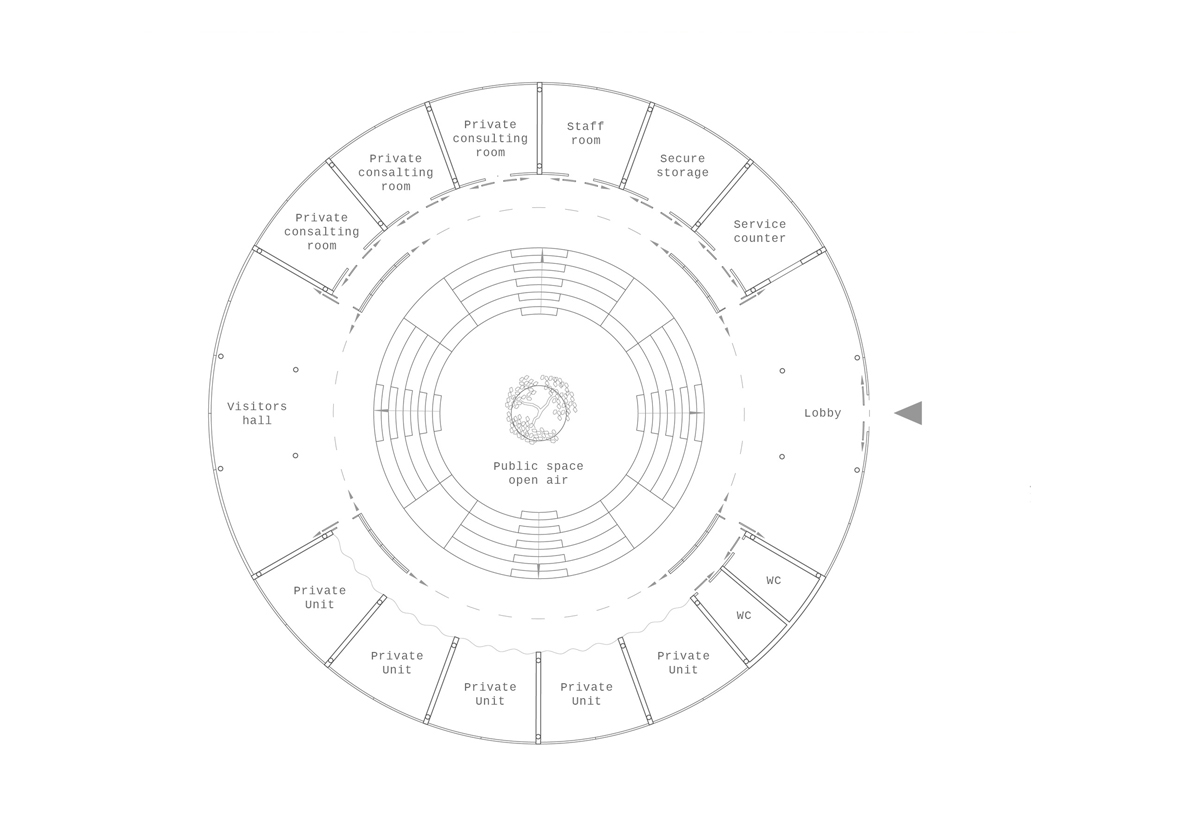 Private
consulting
room
Staff
room
Private
consalting
room
Secure
storage
Private
consalting
room
Service
counter
Visitors
hall
Lobby
Public space
open air
Private
Unit
WC
WC
Private
Unit
Private
Unit
Private
Unit
Private
Unit